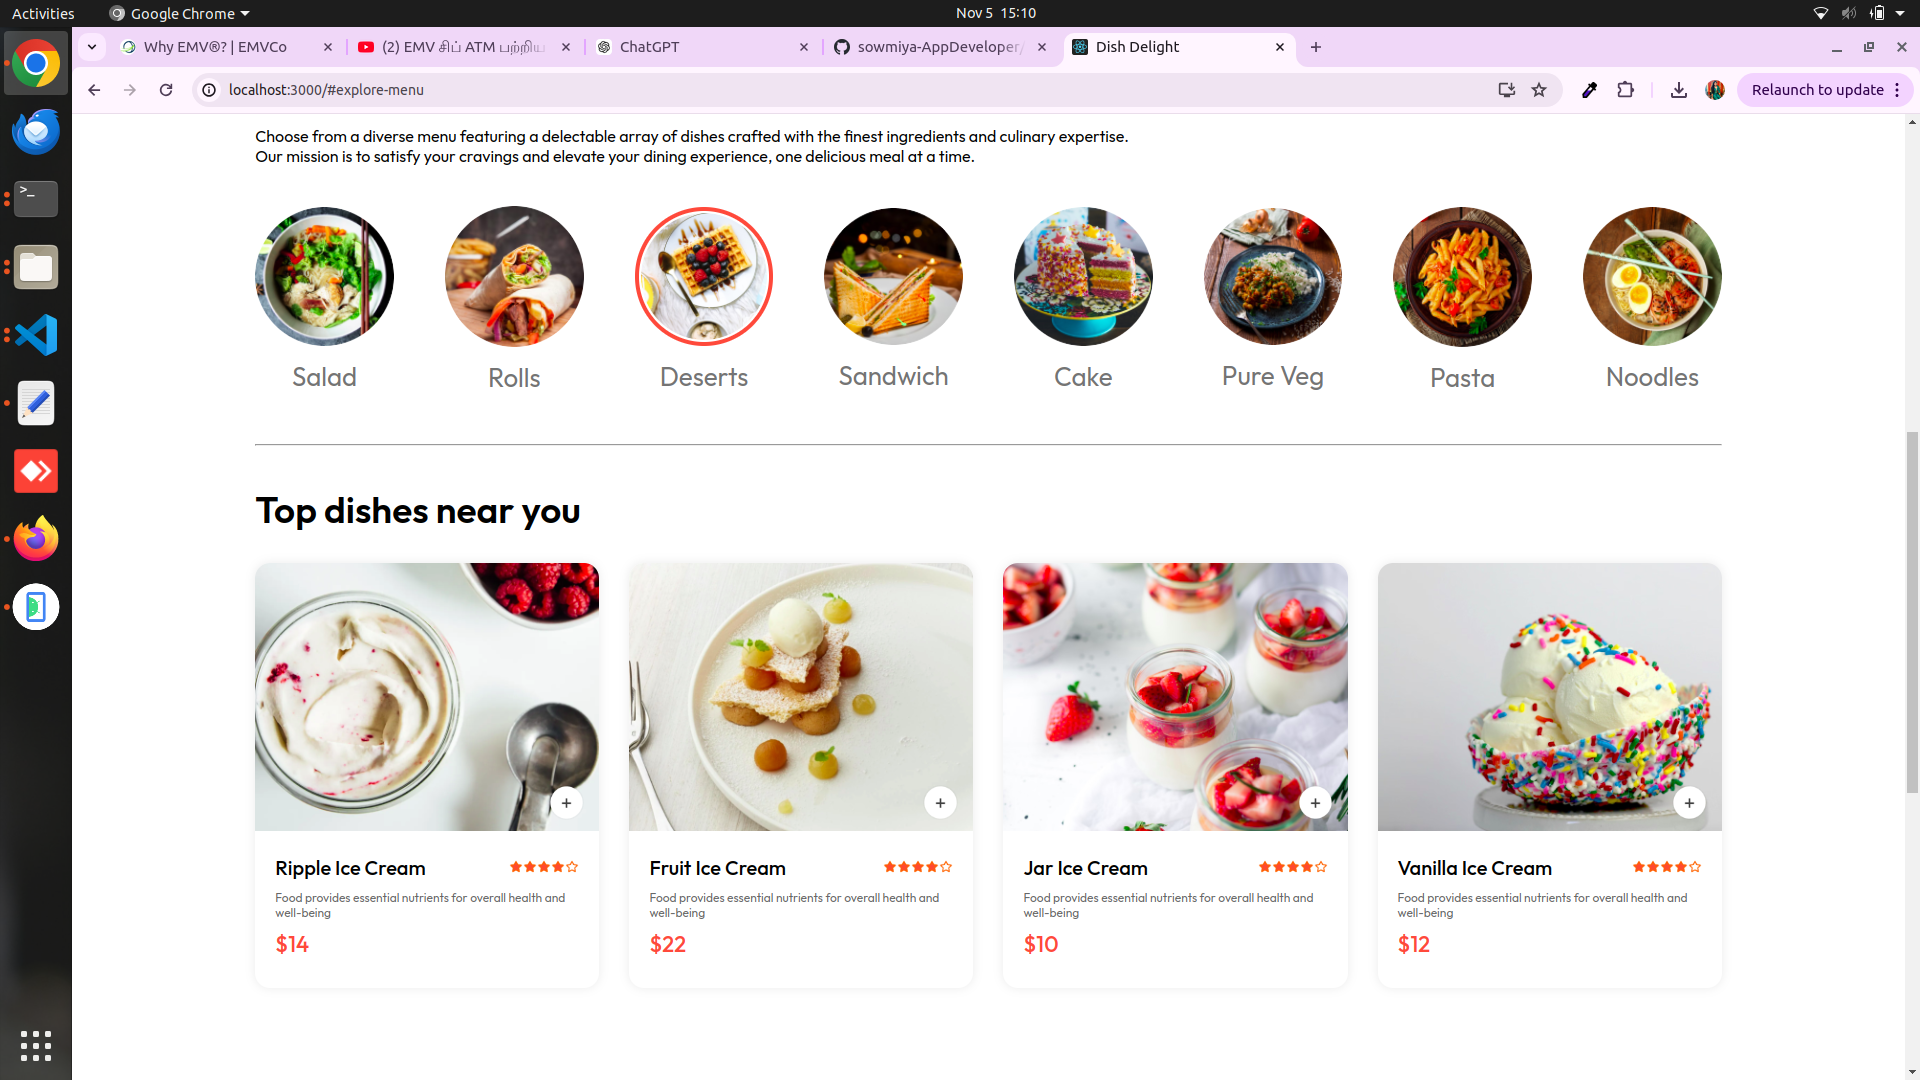 Activities
Google Chrome
Nov 5 15:10
Why EMV®? | EMVCo
(2) EMV சிப் ATM பற்றிய
ChatGPT
sowmiya-AppDeveloper/
Dish Delight
localhost:3000/#explore-menu
Relaunch to update
Choose from a diverse menu featuring a delectable array of dishes crafted with the finest ingredients and culinary expertise.
Our mission is to satisfy your cravings and elevate your dining experience, one delicious meal at a time.
Salad
Rolls
Deserts
Sandwich
Cake
Pure Veg
Pasta
Noodles
Top dishes near you
Ripple Ice Cream
Food provides essential nutrients for overall health and
well-being
$14
Fruit Ice Cream
Food provides essential nutrients for overall health and
well-being
$22
Jar Ice Cream
Food provides essential nutrients for overall health and
well-being
$10
Vanilla Ice Cream
Food provides essential nutrients for overall health and
well-being
$12